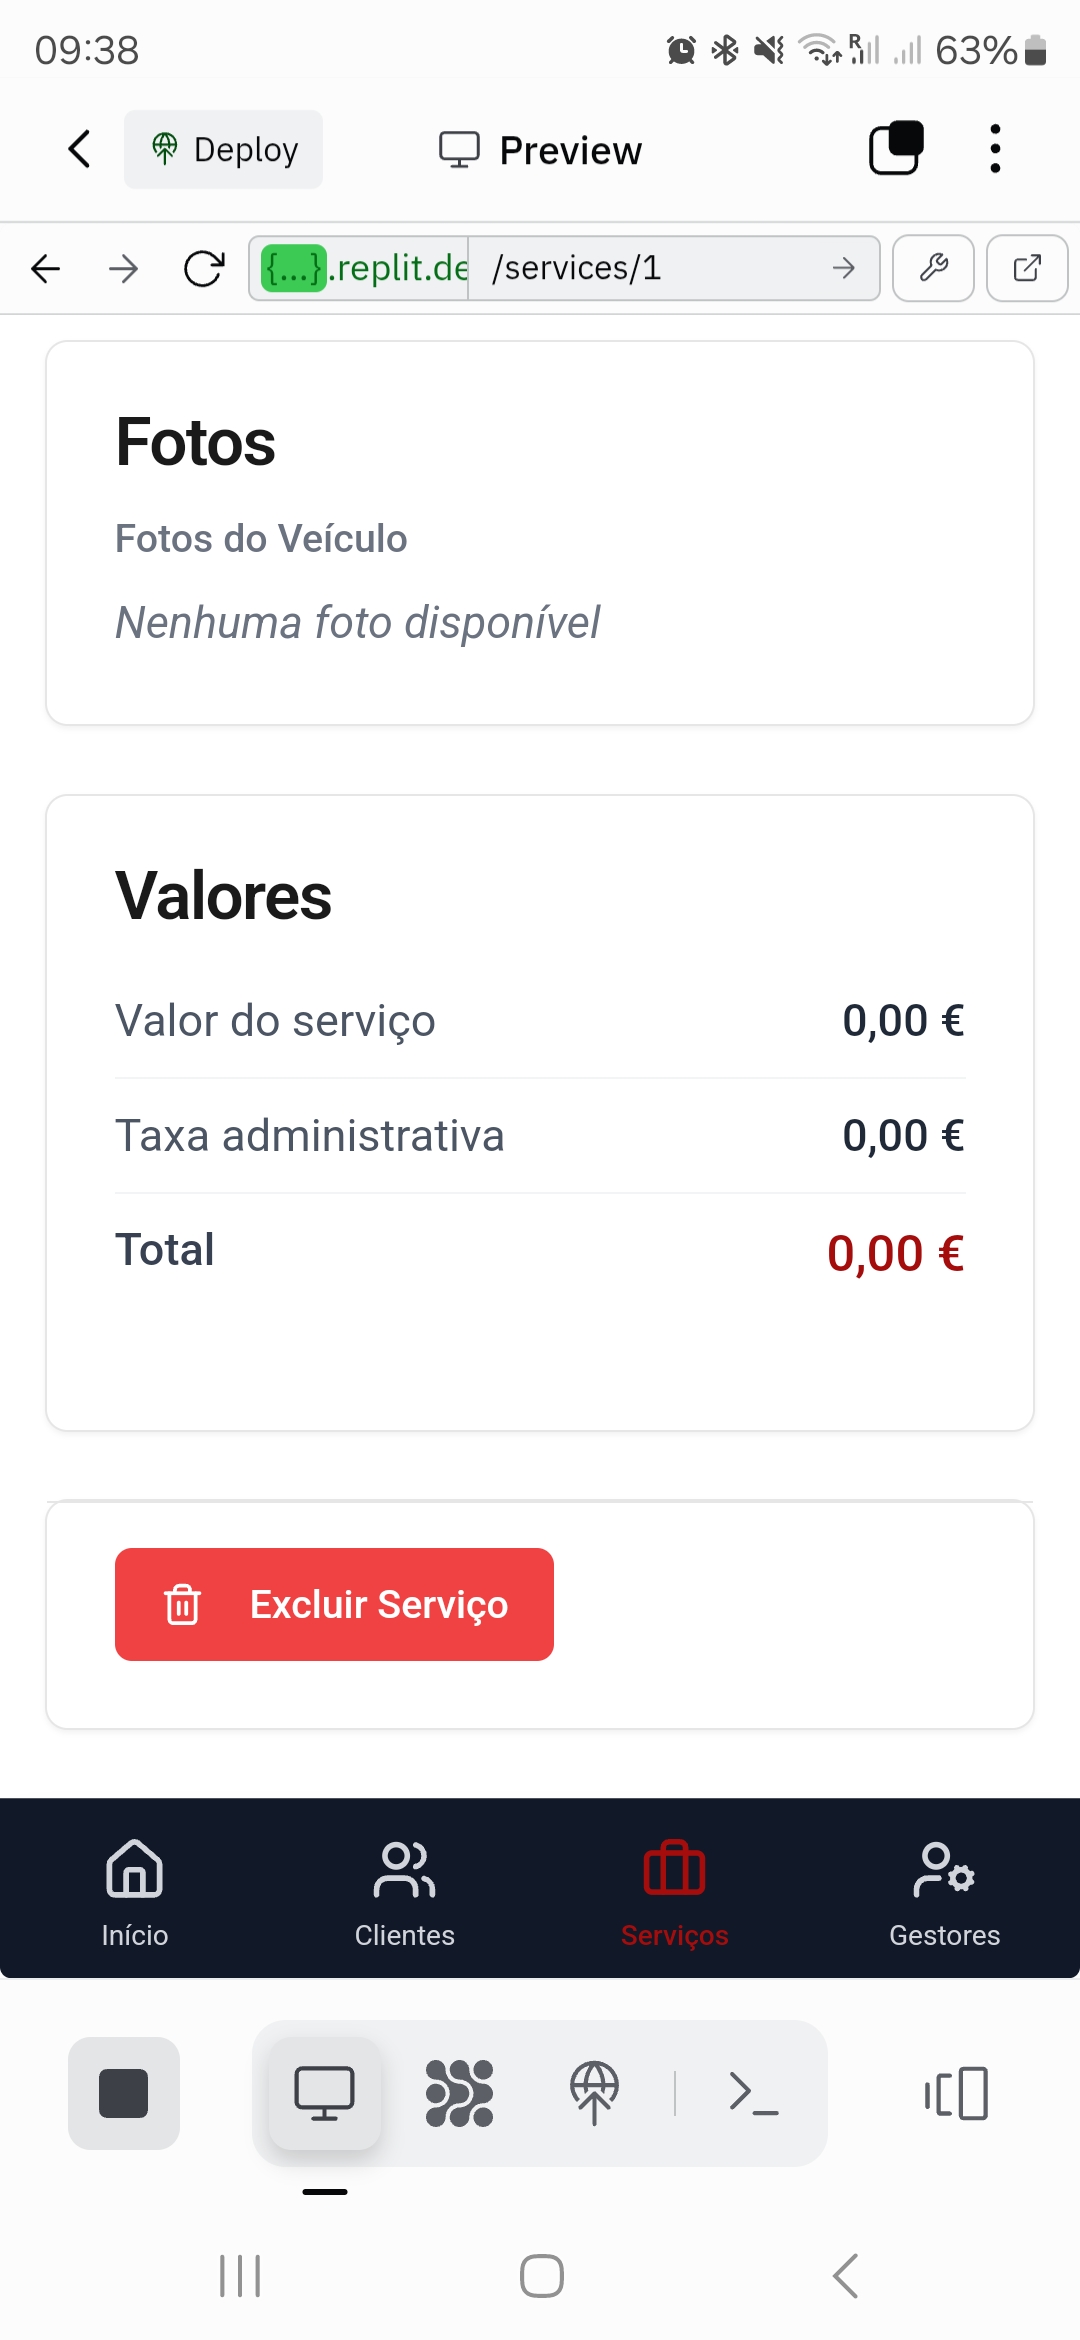 09:38
R
63%
Deploy
Preview
{...}.replit.de
/services/1
Fotos
Fotos do Veículo
Nenhuma foto disponível
Valores
Valor do serviço 0,00 €
Taxa administrativa 0,00 €
Total 0,00 €
Excluir Serviço
Início
Clientes
Serviços
Gestores